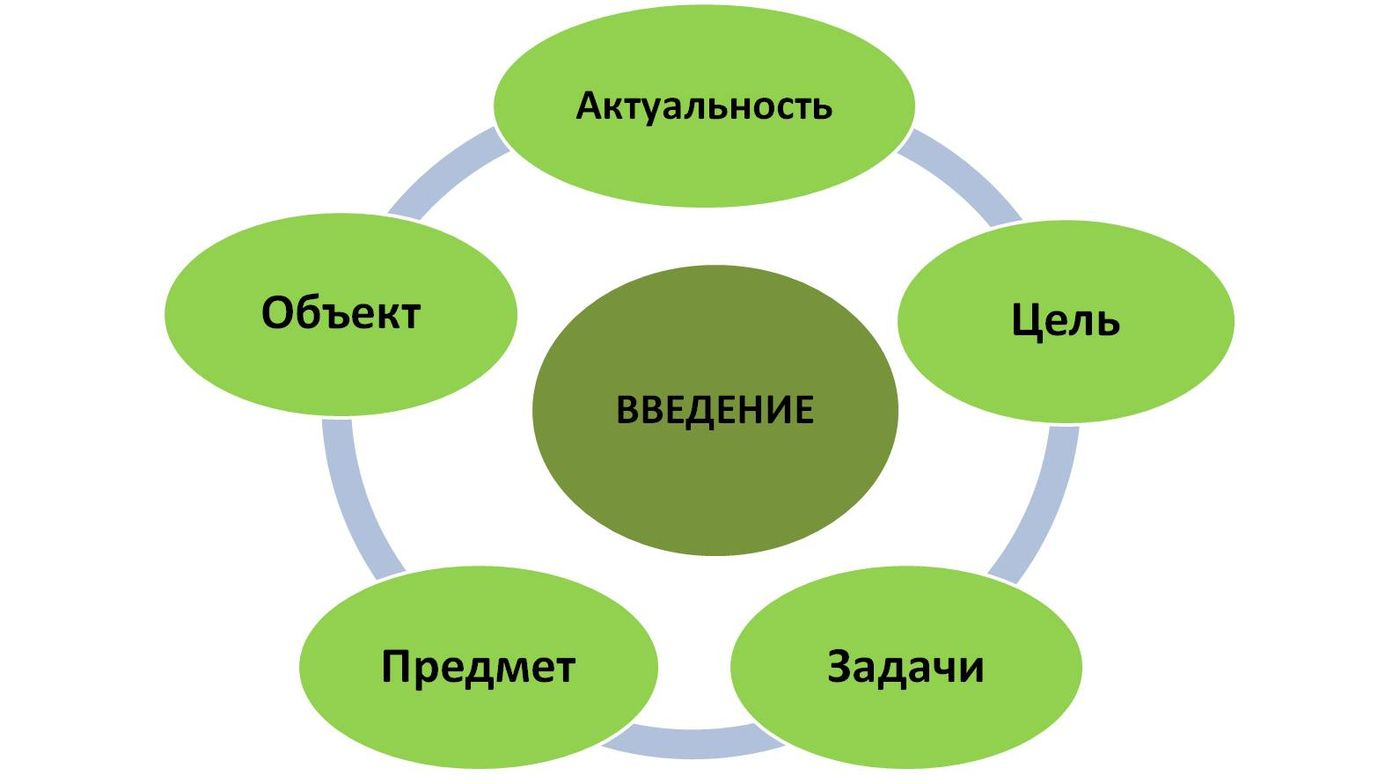 Актуальность
Объект
Цель
ВВЕДЕНИЕ
Предмет
Задачи